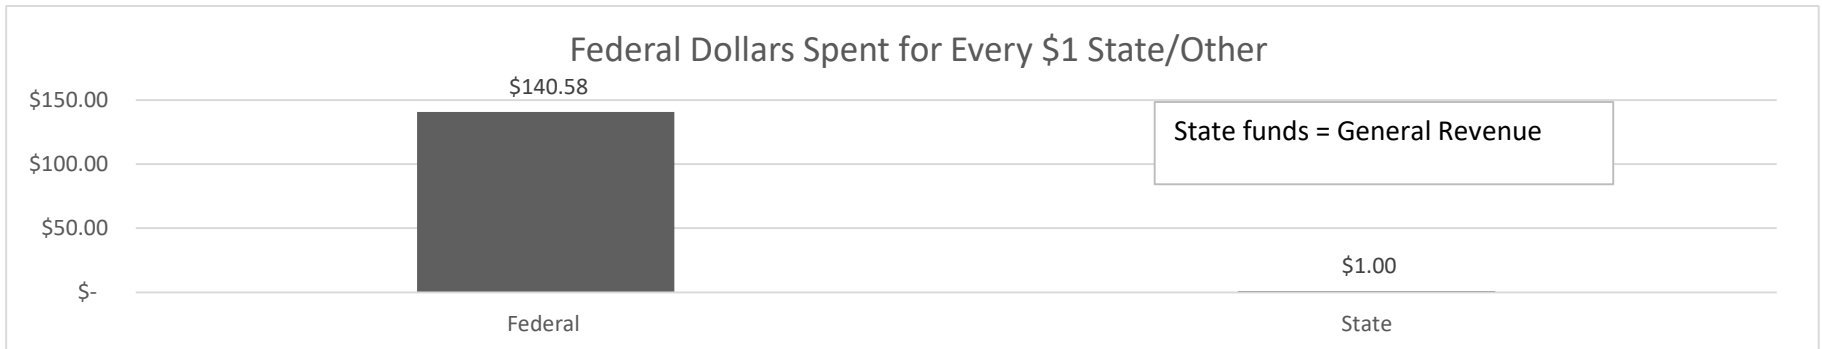 Federal Dollars Spent for Every $1 State/Other
$140.58
$150.00
State funds = General Revenue
$100.00
$50.00
$1.00
$-
Federal
State